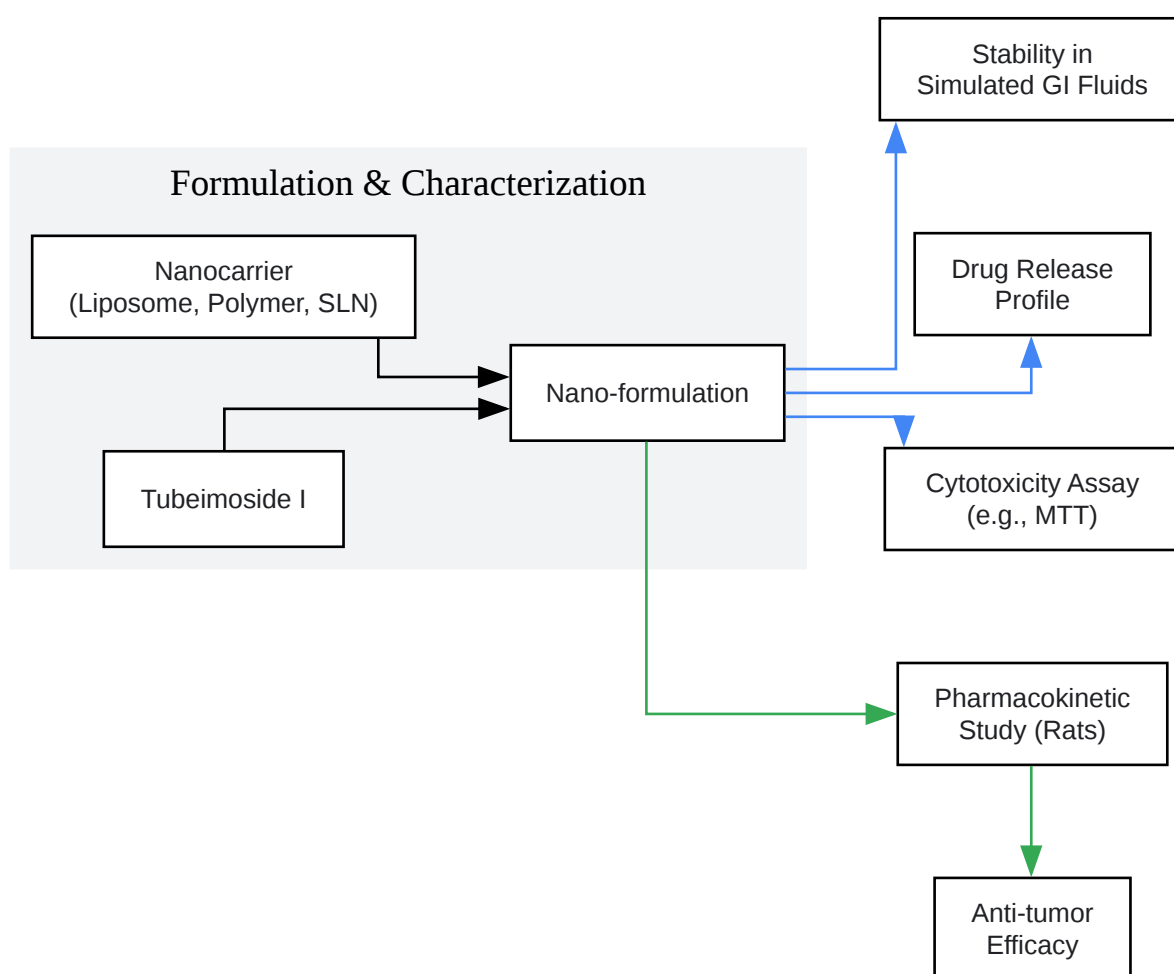 Stability in
Simulated GI Fluids
Formulation & Characterization
Nanocarrier
(Liposome, Polymer, SLN)
Drug Release
Profile
Nano-formulation
Tubeimoside I
Cytotoxicity Assay
(e.g., MTT)
Pharmacokinetic
Study (Rats)
Anti-tumor
Efficacy